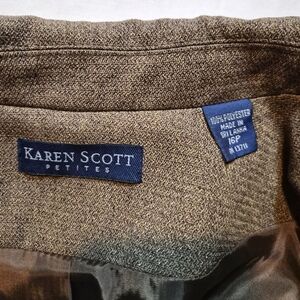 KAREN SCOTT
PETITES
100% POLYESTER
MADE IN
SRI LANKA
16P